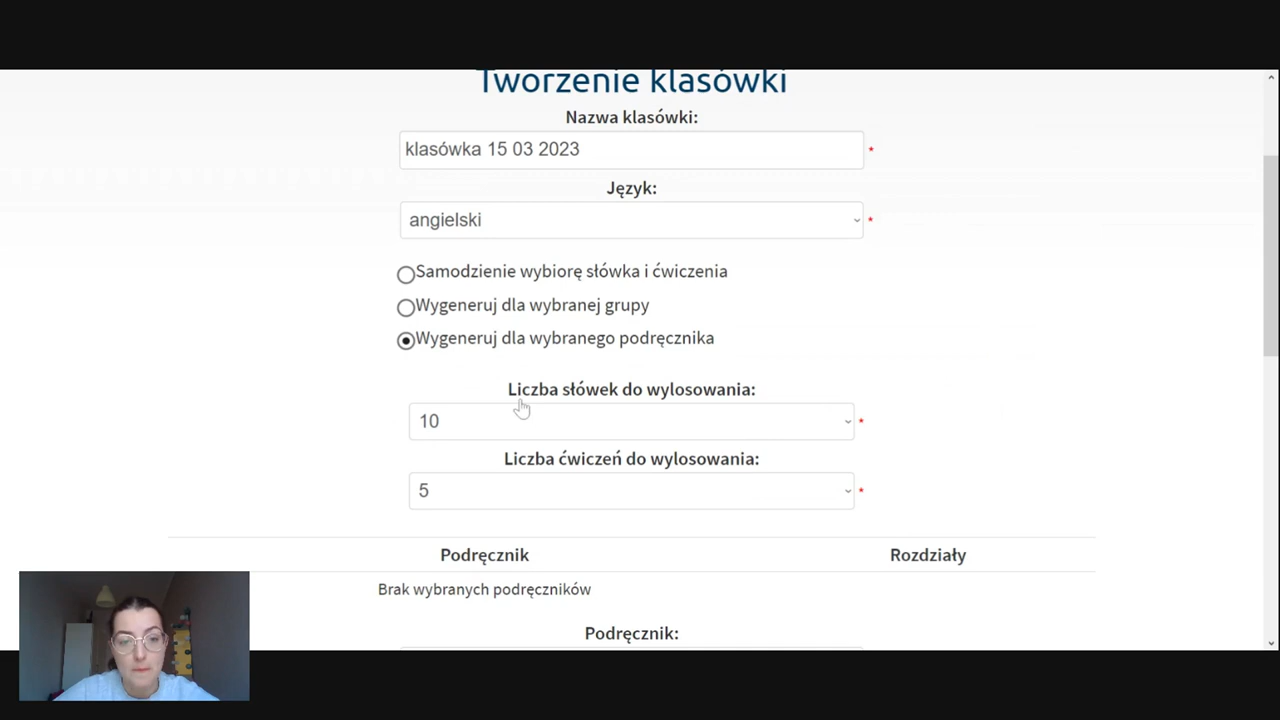 Tworzenie klasówki
Nazwa klasówki:
klasówka 15 03 2023 *
Język:
angielski *
Samodzienie wybiorę słówka i ćwiczenia
Wygeneruj dla wybranej grupy
Wygeneruj dla wybranego podręcznika
Liczba słówek do wylosowania:
10 *
Liczba ćwiczeń do wylosowania:
5 *
Podręcznik Rozdziały
Brak wybranych podręczników
Podręcznik: